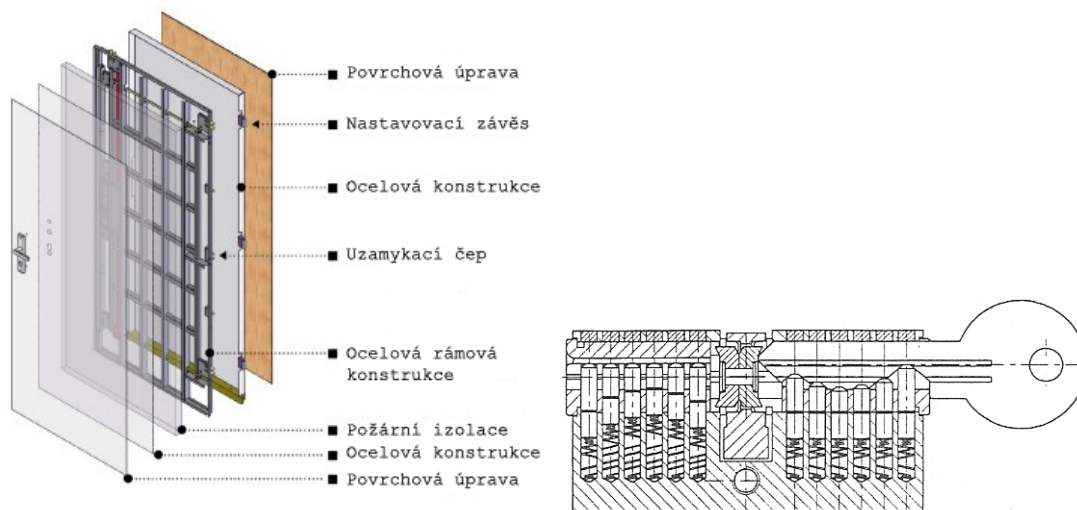 Povrchová úprava
Nastavovací závěs
Ocelová konstrukce
Uzamykací čep
Ocelová rámová
konstrukce
Požární izolace
Ocelová konstrukce
Povrchová úprava